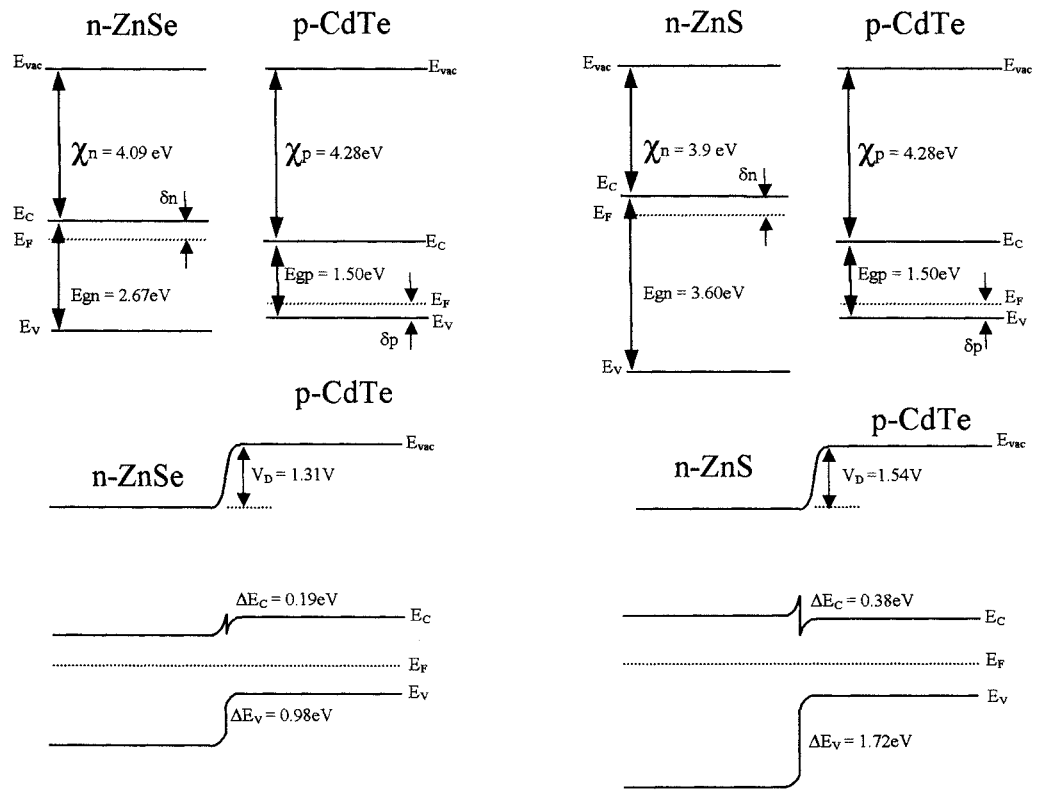 n-ZnSe
p-CdTe
Evac
Evac
χn = 4.09 eV
χp = 4.28eV
δn
EC
EF
EC
Egn = 2.67eV
Egp = 1.50eV
EF
EV
EV
δp
n-ZnS
p-CdTe
Evac
Evac
χn = 3.9 eV
χp = 4.28eV
δn
EC
EF
EC
Egn = 3.60eV
Egp = 1.50eV
EF
EV
δp
EV
p-CdTe
n-ZnSe
Evac
VD = 1.31V
ΔEC = 0.19eV
EC
EF
EV
ΔEV = 0.98eV
p-CdTe
n-ZnS
Evac
VD = 1.54V
ΔEC = 0.38eV
EC
EF
EV
ΔEV = 1.72eV